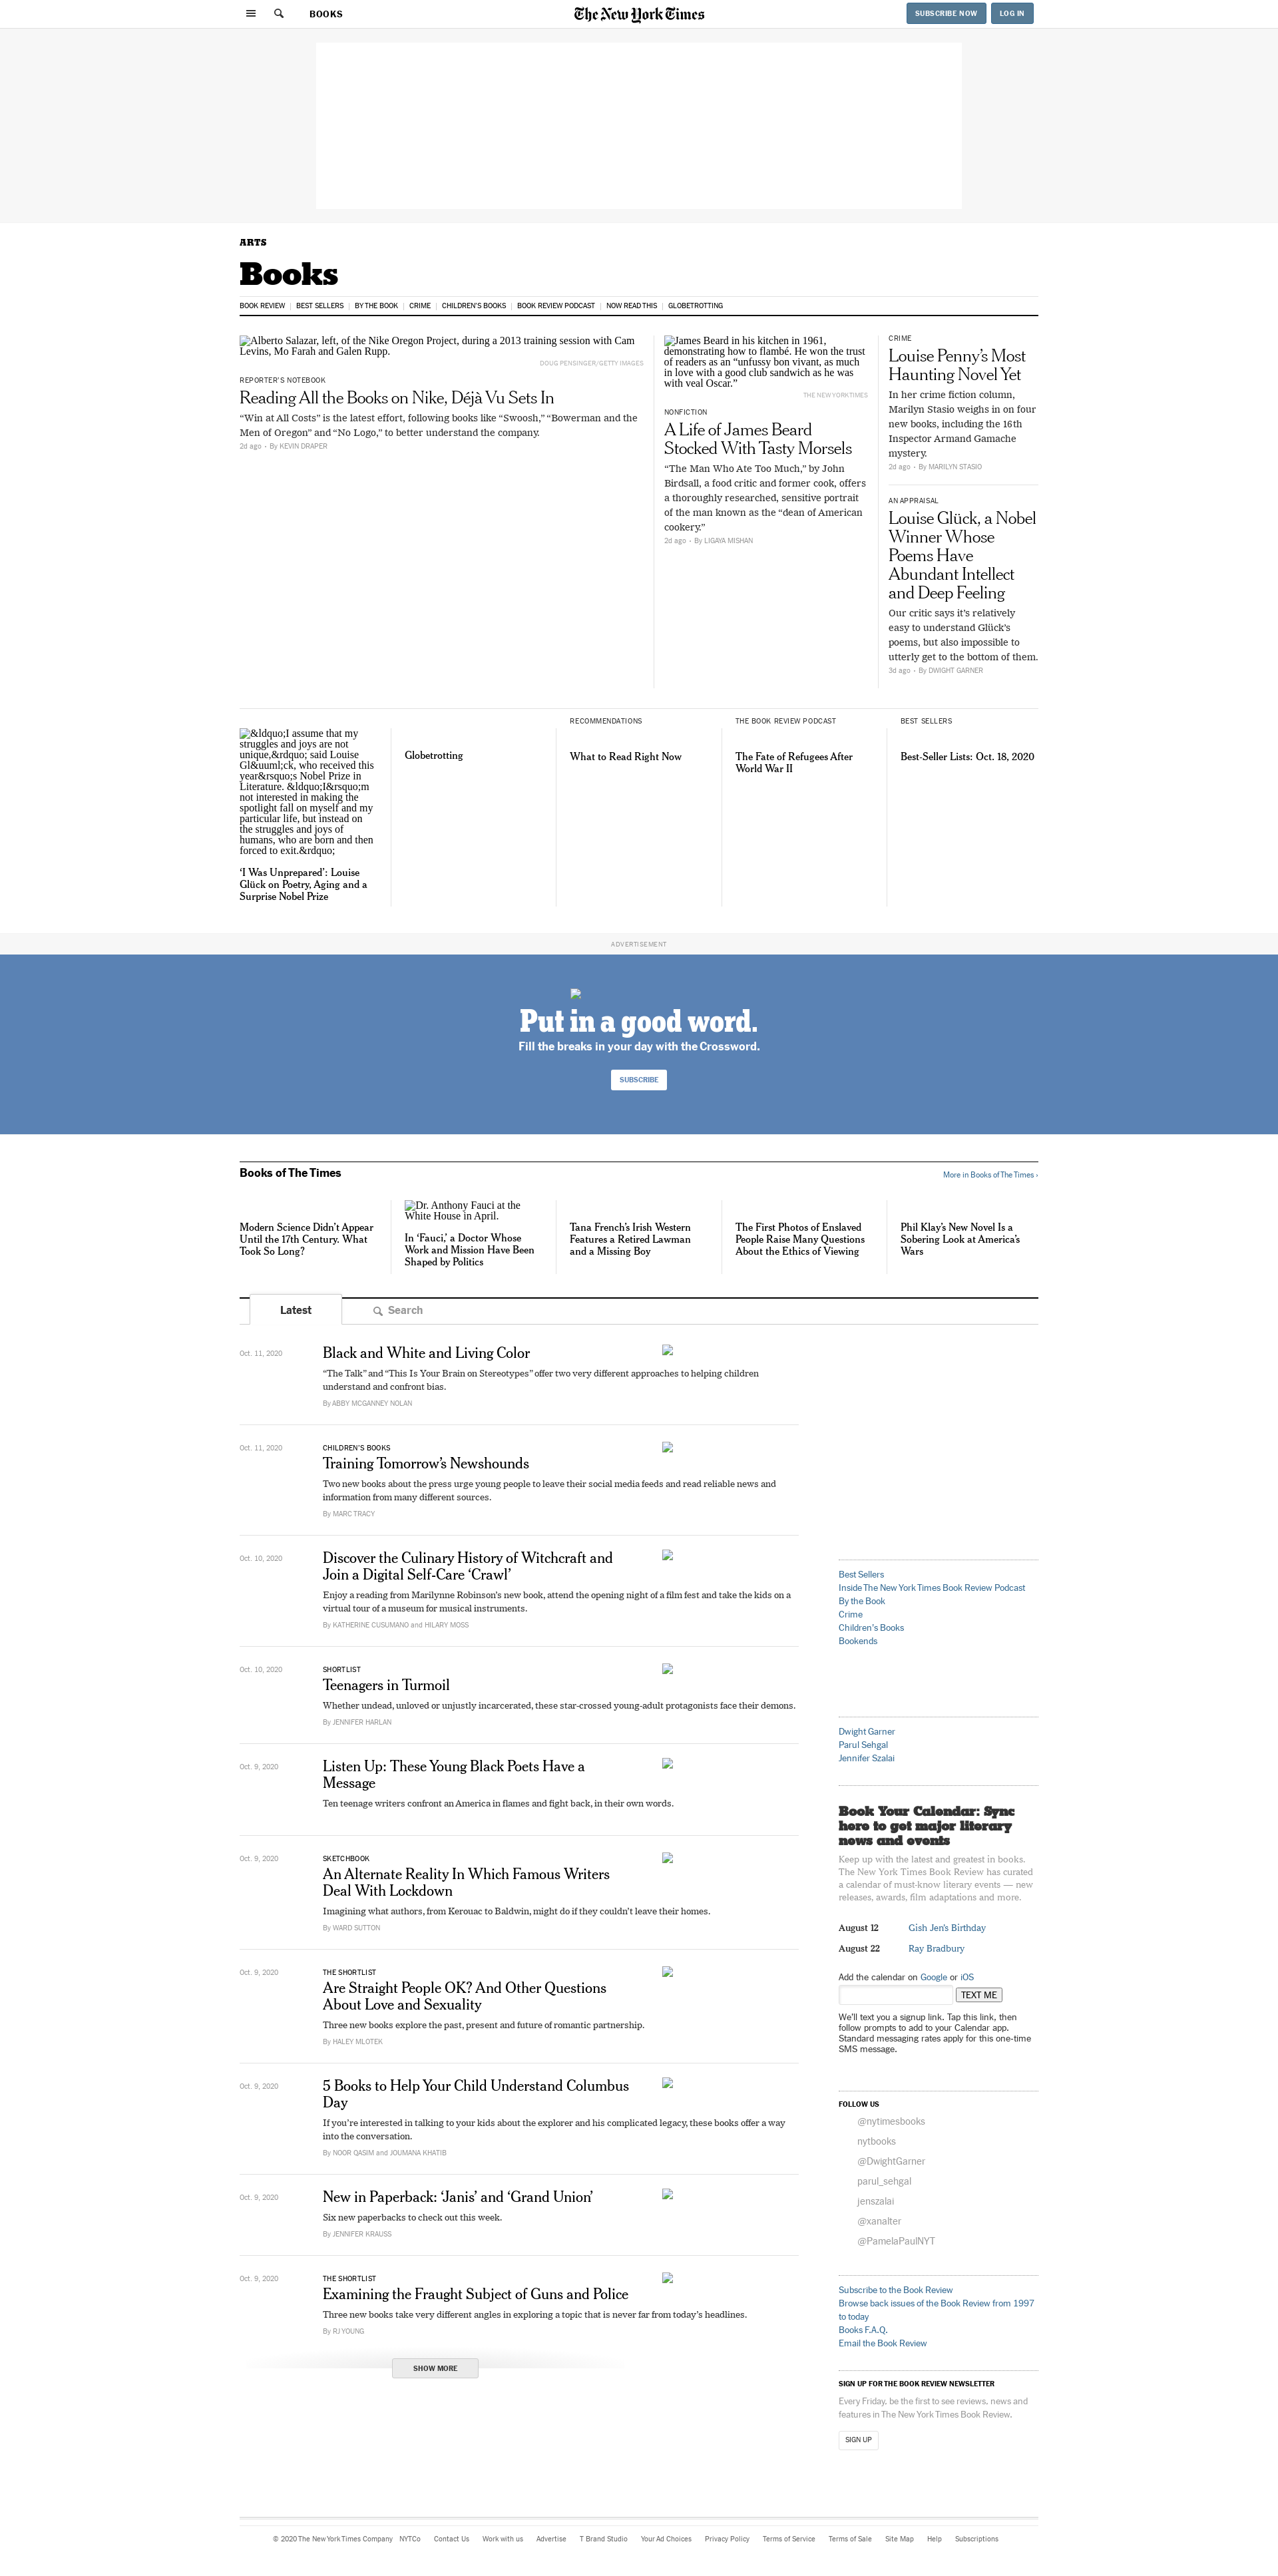 BOOKS
The New York Times
SUBSCRIBE NOW
LOG IN
ARTS
Books
BOOK REVIEW
BEST SELLERS
BY THE BOOK
CRIME
CHILDREN'S BOOKS
BOOK REVIEW PODCAST
NOW READ THIS
GLOBETROTTING
Alberto Salazar, left, of the Nike Oregon Project, during a 2013 training session with Cam
Levins, Mo Farah and Galen Rupp.
DOUG PENSINGER/GETTY IMAGES
REPORTER'S NOTEBOOK
Reading All the Books on Nike, Déjà Vu Sets In
“Win at All Costs” is the latest effort, following books like “Swoosh,” “Bowerman and the
Men of Oregon” and “No Logo,” to better understand the company.
2d ago • By KEVIN DRAPER
James Beard in his kitchen in 1961,
demonstrating how to flambé. He won the trust
of readers as an “unfussy bon vivant, as much
in love with a good club sandwich as he was
with veal Oscar.”
THE NEW YORK TIMES
NONFICTION
A Life of James Beard
Stocked With Tasty Morsels
“The Man Who Ate Too Much,” by John
Birdsall, a food critic and former cook, offers
a thoroughly researched, sensitive portrait
of the man known as the “dean of American
cookery.”
2d ago • By LIGAYA MISHAN
CRIME
Louise Penny’s Most
Haunting Novel Yet
In her crime fiction column,
Marilyn Stasio weighs in on four
new books, including the 16th
Inspector Armand Gamache
mystery.
2d ago • By MARILYN STASIO
AN APPRAISAL
Louise Glück, a Nobel
Winner Whose
Poems Have
Abundant Intellect
and Deep Feeling
Our critic says it’s relatively
easy to understand Glück’s
poems, but also impossible to
utterly get to the bottom of them.
3d ago • By DWIGHT GARNER
&ldquo;I assume that my
struggles and joys are not
unique,&rdquo; said Louise
Gl&uuml;ck, who received this
year&rsquo;s Nobel Prize in
Literature. &ldquo;I&rsquo;m
not interested in making the
spotlight fall on myself and my
particular life, but instead on
the struggles and joys of
humans, who are born and then
forced to exit.&rdquo;
‘I Was Unprepared’: Louise
Glück on Poetry, Aging and a
Surprise Nobel Prize
Globetrotting
RECOMMENDATIONS
What to Read Right Now
THE BOOK REVIEW PODCAST
The Fate of Refugees After
World War II
BEST SELLERS
Best-Seller Lists: Oct. 18, 2020
ADVERTISEMENT
Put in a good word.
Fill the breaks in your day with the Crossword.
SUBSCRIBE
Books of The Times
More in Books of The Times ›
Modern Science Didn’t Appear
Until the 17th Century. What
Took So Long?
Dr. Anthony Fauci at the
White House in April.
In ‘Fauci,’ a Doctor Whose
Work and Mission Have Been
Shaped by Politics
Tana French’s Irish Western
Features a Retired Lawman
and a Missing Boy
The First Photos of Enslaved
People Raise Many Questions
About the Ethics of Viewing
Phil Klay’s New Novel Is a
Sobering Look at America’s
Wars
Latest
Search
Oct. 11, 2020
Black and White and Living Color
“The Talk” and “This Is Your Brain on Stereotypes” offer two very different approaches to helping children
understand and confront bias.
By ABBY MCGANNEY NOLAN
Oct. 11, 2020
CHILDREN’S BOOKS
Training Tomorrow’s Newshounds
Two new books about the press urge young people to leave their social media feeds and read reliable news and
information from many different sources.
By MARC TRACY
Oct. 10, 2020
Discover the Culinary History of Witchcraft and
Join a Digital Self-Care ‘Crawl’
Enjoy a reading from Marilynne Robinson’s new book, attend the opening night of a film fest and take the kids on a
virtual tour of a museum for musical instruments.
By KATHERINE CUSUMANO and HILARY MOSS
Oct. 10, 2020
SHORTLIST
Teenagers in Turmoil
Whether undead, unloved or unjustly incarcerated, these star-crossed young-adult protagonists face their demons.
By JENNIFER HARLAN
Oct. 9, 2020
Listen Up: These Young Black Poets Have a
Message
Ten teenage writers confront an America in flames and fight back, in their own words.
Oct. 9, 2020
SKETCHBOOK
An Alternate Reality In Which Famous Writers
Deal With Lockdown
Imagining what authors, from Kerouac to Baldwin, might do if they couldn’t leave their homes.
By WARD SUTTON
Oct. 9, 2020
THE SHORTLIST
Are Straight People OK? And Other Questions
About Love and Sexuality
Three new books explore the past, present and future of romantic partnership.
By HALEY MLOTEK
Oct. 9, 2020
5 Books to Help Your Child Understand Columbus
Day
If you’re interested in talking to your kids about the explorer and his complicated legacy, these books offer a way
into the conversation.
By NOOR QASIM and JOUMANA KHATIB
Oct. 9, 2020
New in Paperback: ‘Janis’ and ‘Grand Union’
Six new paperbacks to check out this week.
By JENNIFER KRAUSS
Oct. 9, 2020
THE SHORTLIST
Examining the Fraught Subject of Guns and Police
Three new books take very different angles in exploring a topic that is never far from today’s headlines.
By RJ YOUNG
SHOW MORE
Best Sellers
Inside The New York Times Book Review Podcast
By the Book
Crime
Children’s Books
Bookends
Dwight Garner
Parul Sehgal
Jennifer Szalai
Book Your Calendar: Sync
here to get major literary
news and events
Keep up with the latest and greatest in books.
The New York Times Book Review has curated
a calendar of must-know literary events — new
releases, awards, film adaptations and more.
August 12 Gish Jen’s Birthday
August 22 Ray Bradbury
Add the calendar on Google or iOS
TEXT ME
We’ll text you a signup link. Tap this link, then
follow prompts to add to your Calendar app.
Standard messaging rates apply for this one-time
SMS message.
FOLLOW US
@nytimesbooks
nytbooks
@DwightGarner
parul_sehgal
jenszalai
@xanalter
@PamelaPaulNYT
Subscribe to the Book Review
Browse back issues of the Book Review from 1997
to today
Books F.A.Q.
Email the Book Review
SIGN UP FOR THE BOOK REVIEW NEWSLETTER
Every Friday, be the first to see reviews, news and
features in The New York Times Book Review.
SIGN UP
© 2020 The New York Times Company NYTCo Contact Us Work with us Advertise T Brand Studio Your Ad Choices Privacy Policy Terms of Service Terms of Sale Site Map Help Subscriptions